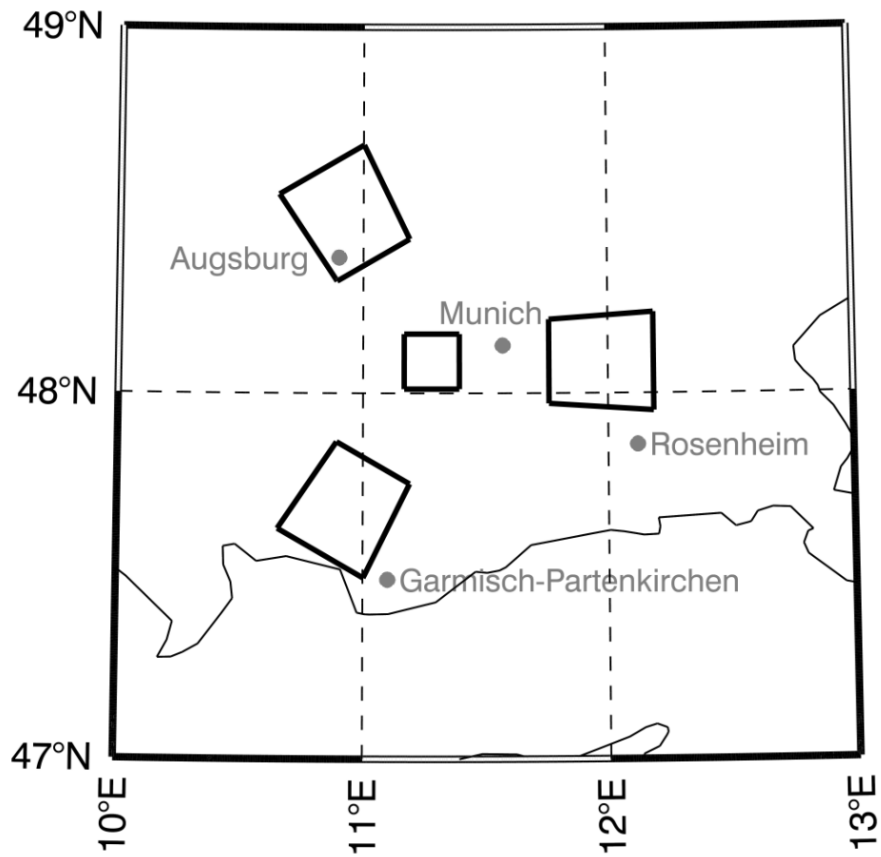 49°N
Augsburg
Munich
48°N
Rosenheim
Garmisch-Partenkirchen
47°N
10°E
11°E
12°E
13°E